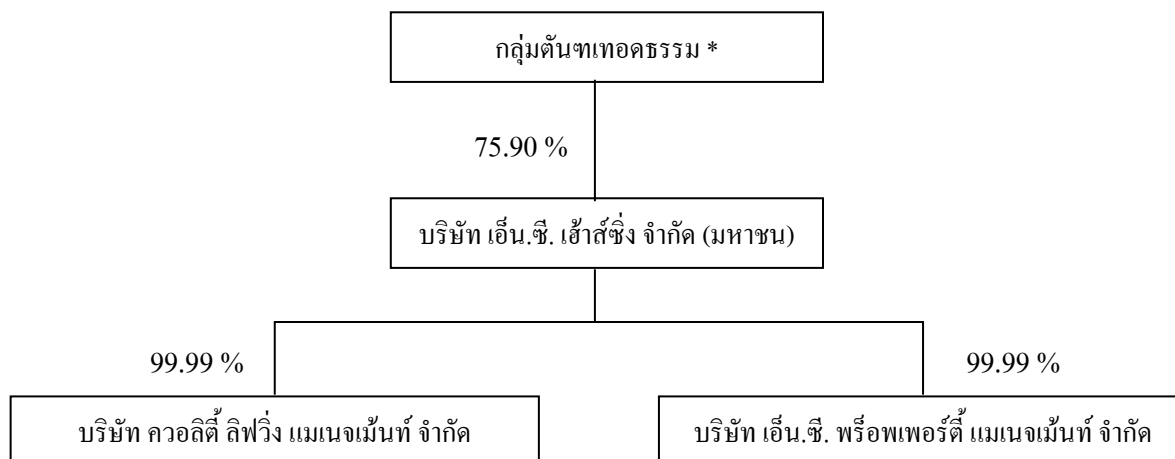 กลุ่มตันฑเทอดธรรม *
75.90 %
บริษัท เอ็น.ซี. เฮ้าส์ซิ่ง จำกัด (มหาชน)
99.99 %
99.99 %
บริษัท ควอลิตี้ ลิฟวิ่ง แมเนจเม้นท์ จำกัด
บริษัท เอ็น.ซี. พร็อพเพอร์ตี้ แมเนจเม้นท์ จำกัด